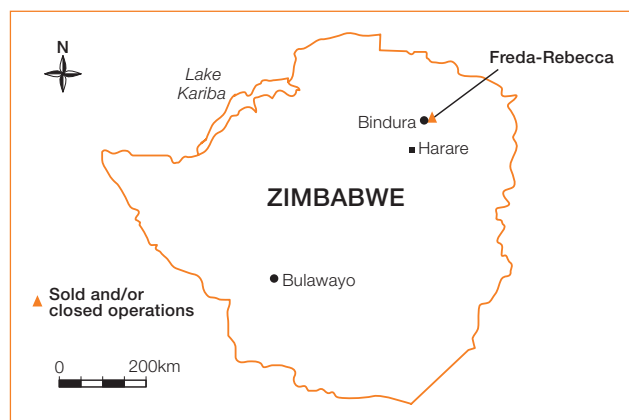 N
Lake
Kariba
Freda-Rebecca
Bindura
Harare
ZIMBABWE
Bulawayo
Sold and/or
closed operations
0 200km